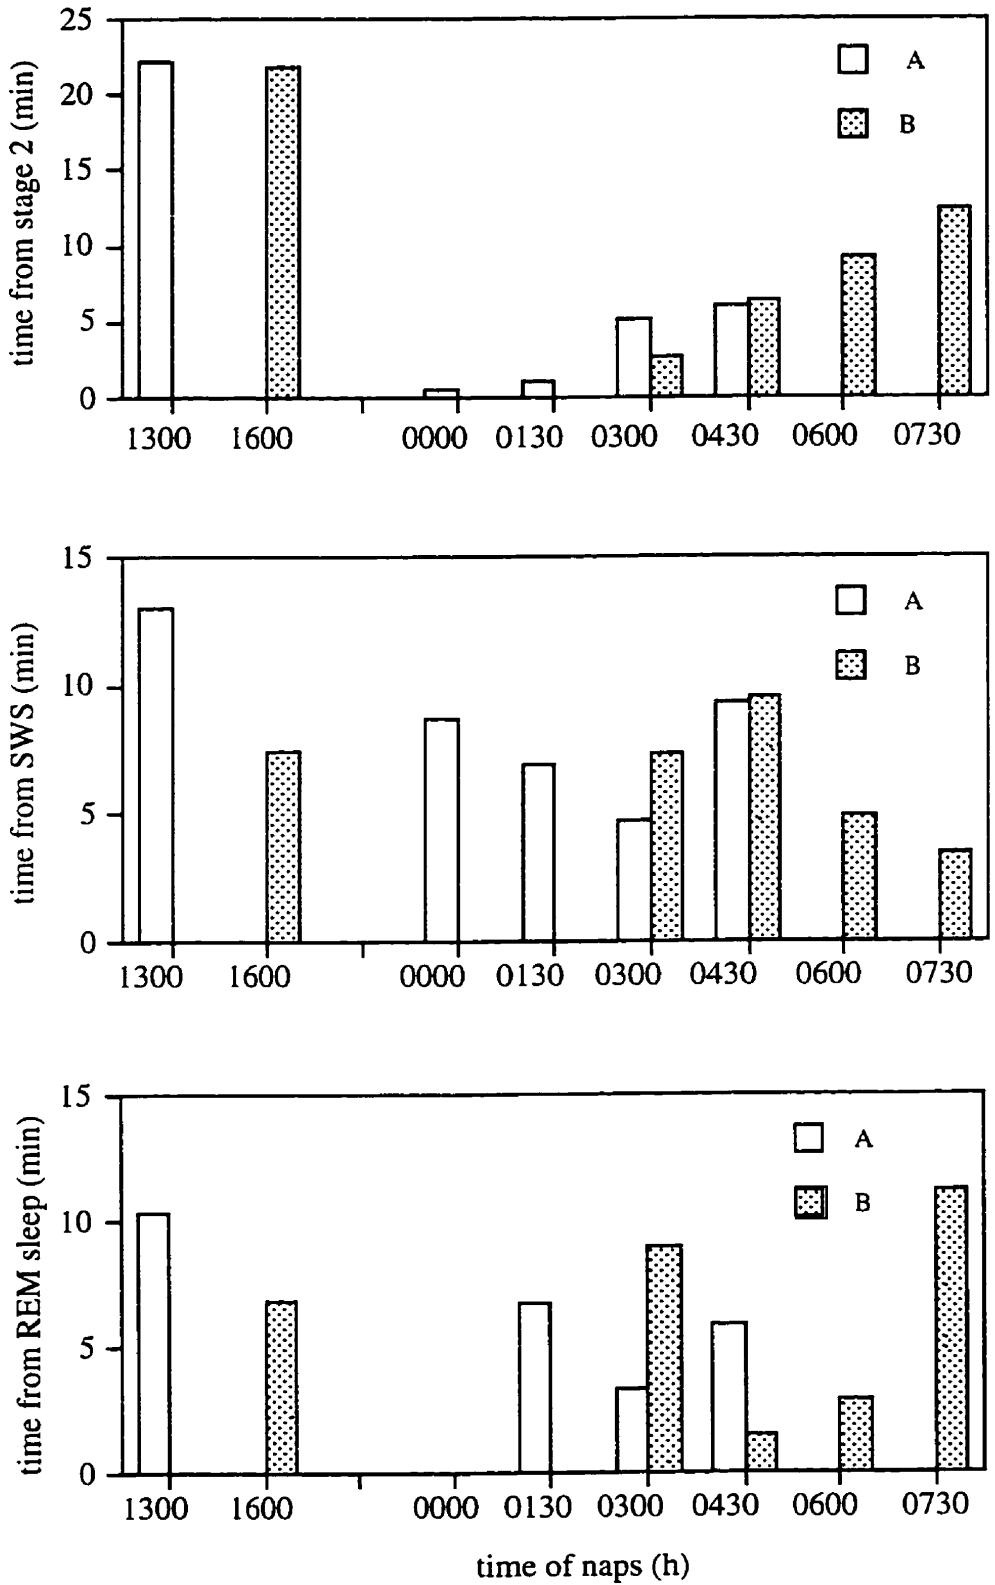 time from stage 2 (min)
25
20
15
10
5
0
A
B
1300 1600 0000 0130 0300 0430 0600 0730
time from SWS (min)
15
10
5
0
A
B
1300 1600 0000 0130 0300 0430 0600 0730
time from REM sleep (min)
15
10
5
0
A
B
1300 1600 0000 0130 0300 0430 0600 0730
time of naps (h)